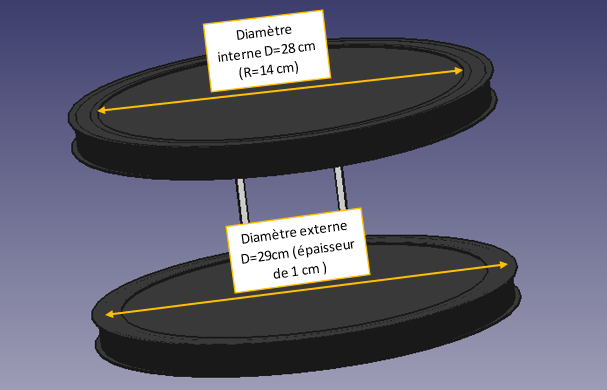 Diamètre
interne D=28 cm
(R=14 cm)
Diamètre externe
D=29cm (épaisseur
de 1 cm )